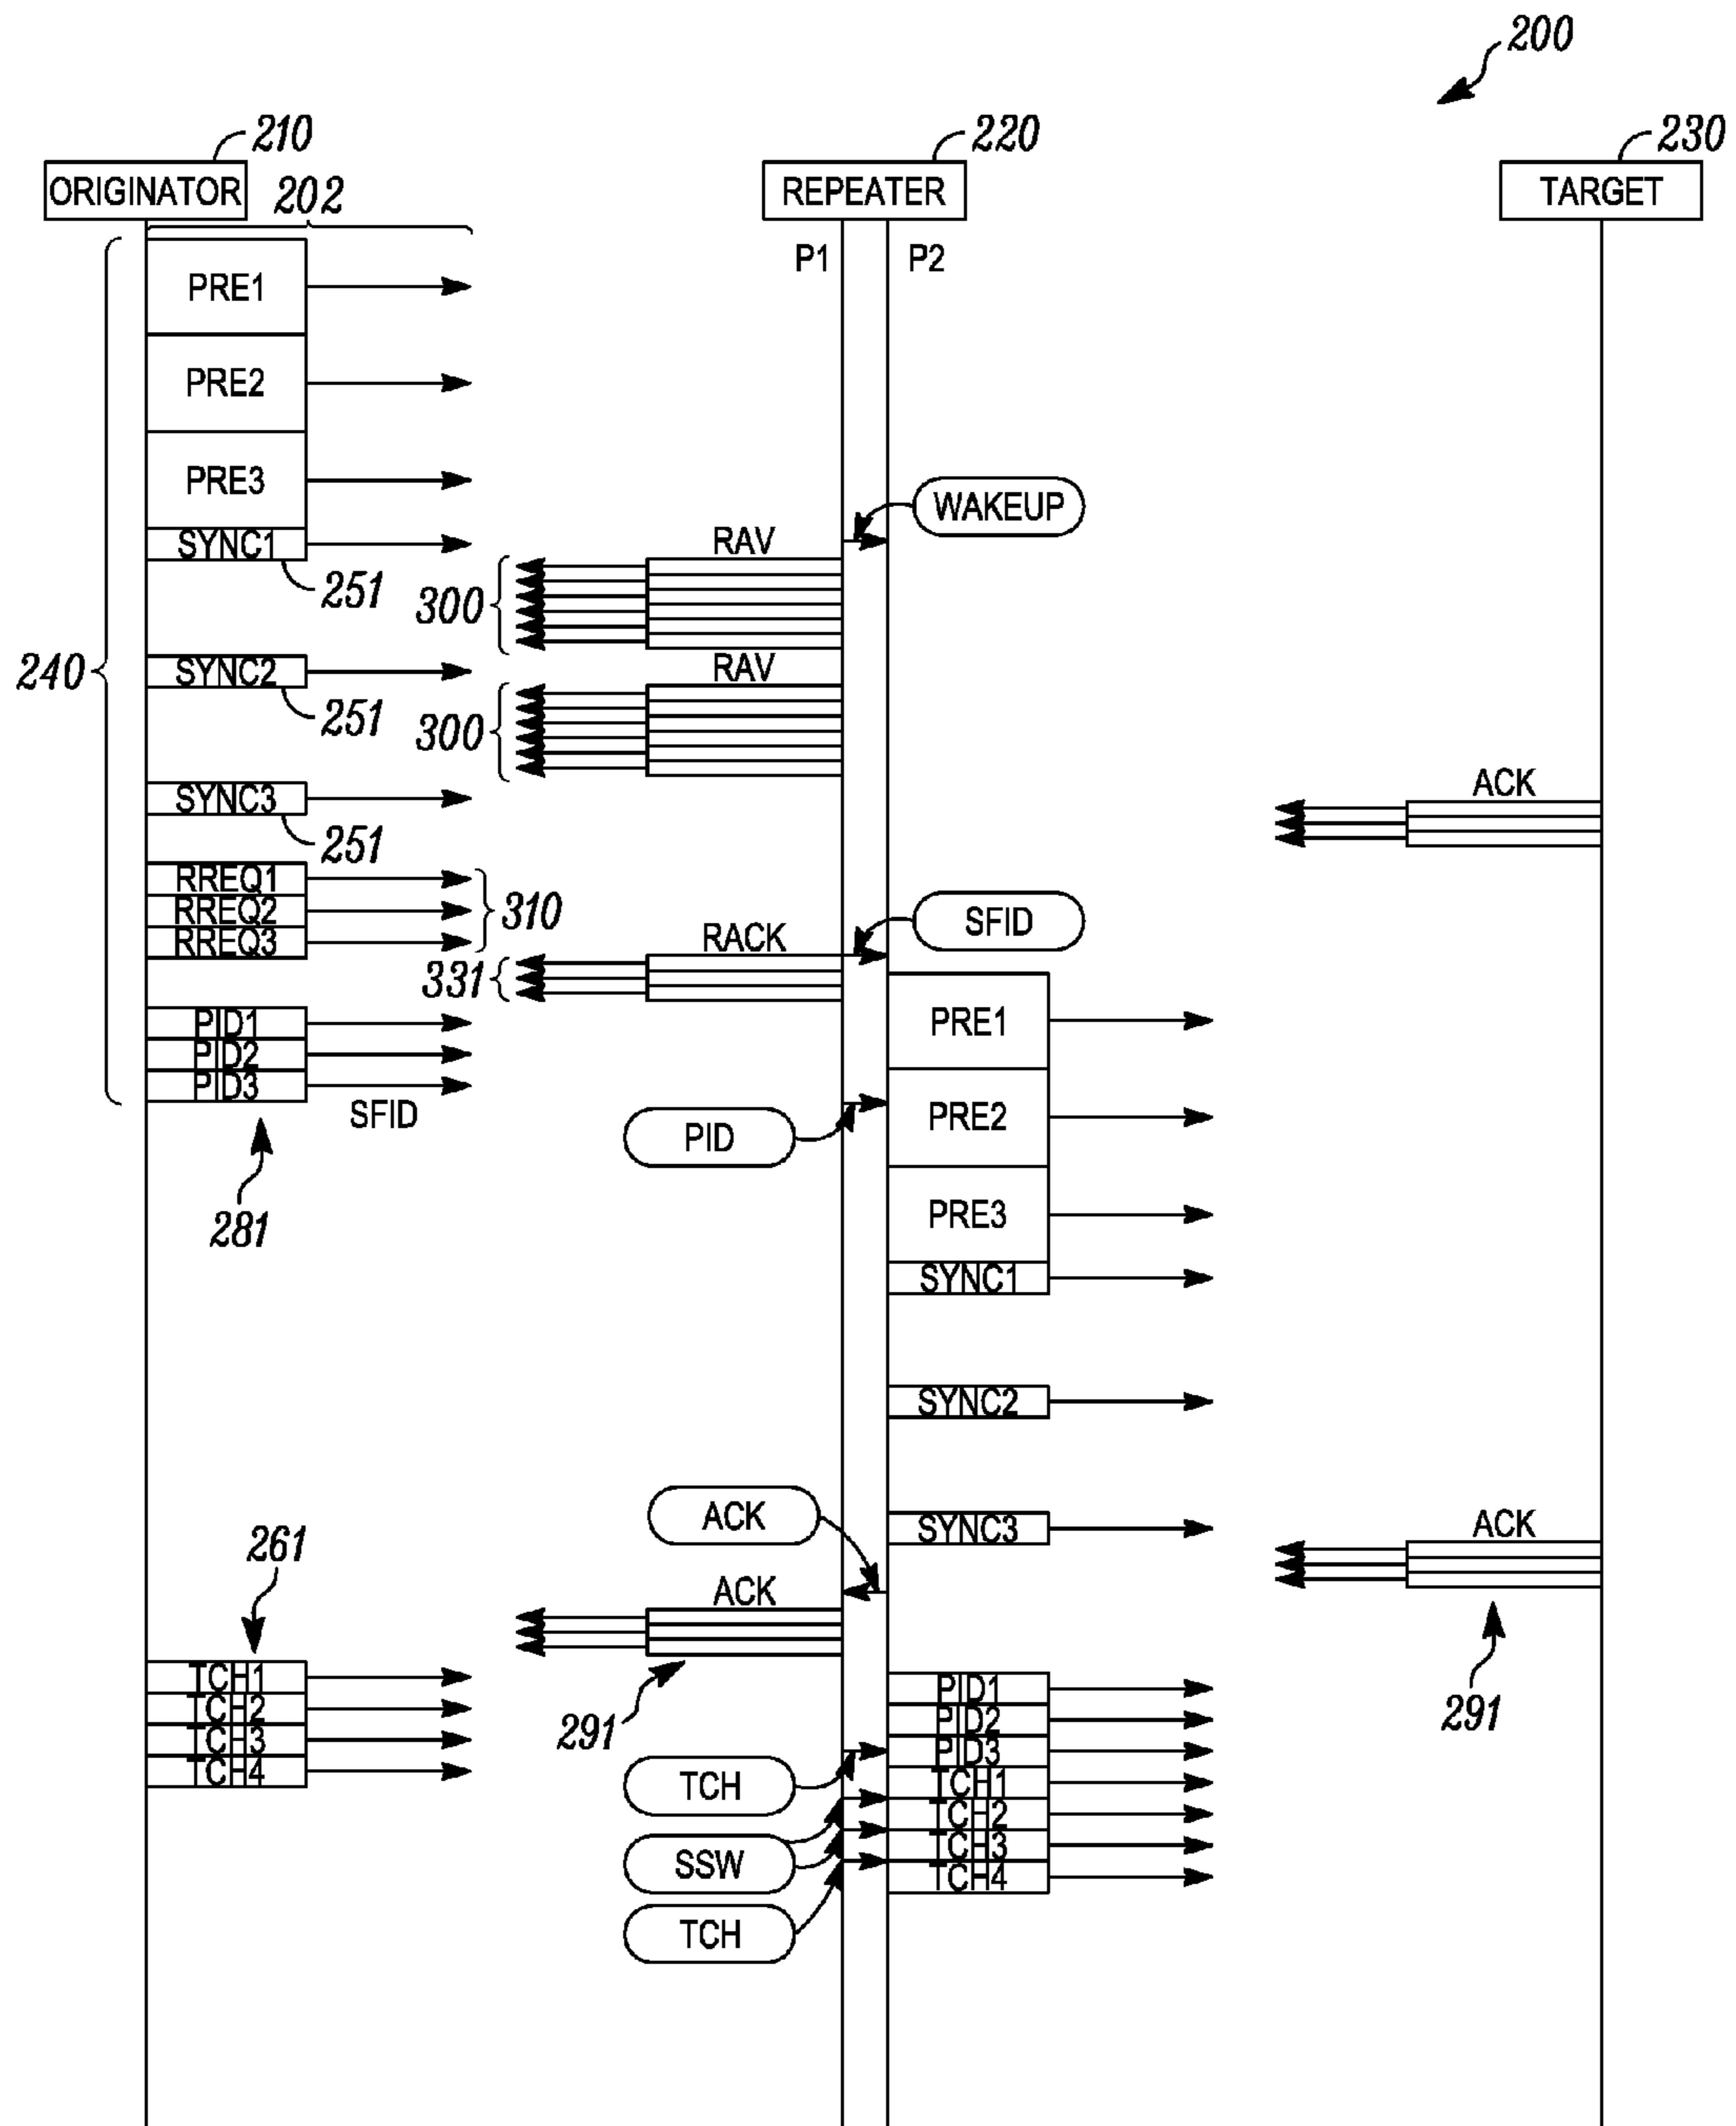 200
210
220
230
ORIGINATOR
REPEATER
TARGET
202
P1
P2
PRE1
PRE2
PRE3
WAKEUP
SYNC1
RAV
251
300
240
SYNC2
RAV
251
300
SYNC3
ACK
251
RREQ1
RREQ2
310
RREQ3
SFID
RACK
331
PID1
PRE1
PID2
PID3
SFID
PRE2
PID
281
PRE3
SYNC1
SYNC2
ACK
SYNC3
ACK
261
ACK
TCH1
PID1
TCH2
PID2
291
291
TCH3
PID3
TCH4
TCH1
TCH
TCH2
TCH3
SSW
TCH4
TCH